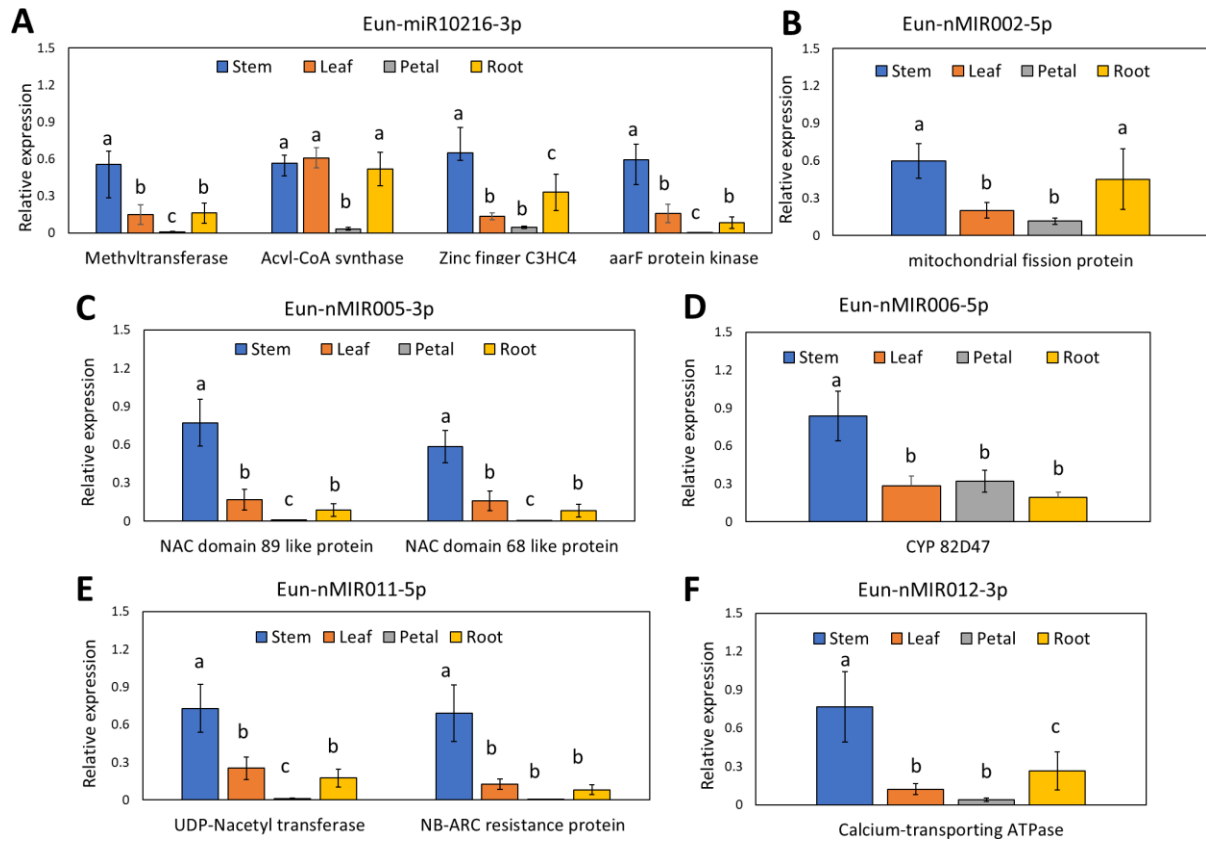 A
Eun-miR10216-3p
1.5
1.2
0.9
0.6
0.3
0
Relative expression
Stem Leaf Petal Root
a b c b
a a b a
a b b c
a b c b
Methyltransferase Acyl-CoA synthase Zinc finger C3HC4 aarF protein kinase
B
Eun-nMIR002-5p
1.5
1.2
0.9
0.6
0.3
0
Relative expression
Stem Leaf Petal Root
a b b a
mitochondrial fission protein
C
Eun-nMIR005-3p
1.5
1.2
0.9
0.6
0.3
0
Relative expression
Stem Leaf Petal Root
a b c b
a b c b
NAC domain 89 like protein NAC domain 68 like protein
D
Eun-nMIR006-5p
1.5
1.2
0.9
0.6
0.3
0
Relative expression
Stem Leaf Petal Root
a b b b
CYP 82D47
E
Eun-nMIR011-5p
1.5
1.2
0.9
0.6
0.3
0
Relative expression
Stem Leaf Petal Root
a b c b
a b b b
UDP-Nacetyl transferase NB-ARC resistance protein
F
Eun-nMIR012-3p
1.5
1.2
0.9
0.6
0.3
0
Relative expression
Stem Leaf Petal Root
a b b c
Calcium-transporting ATPase